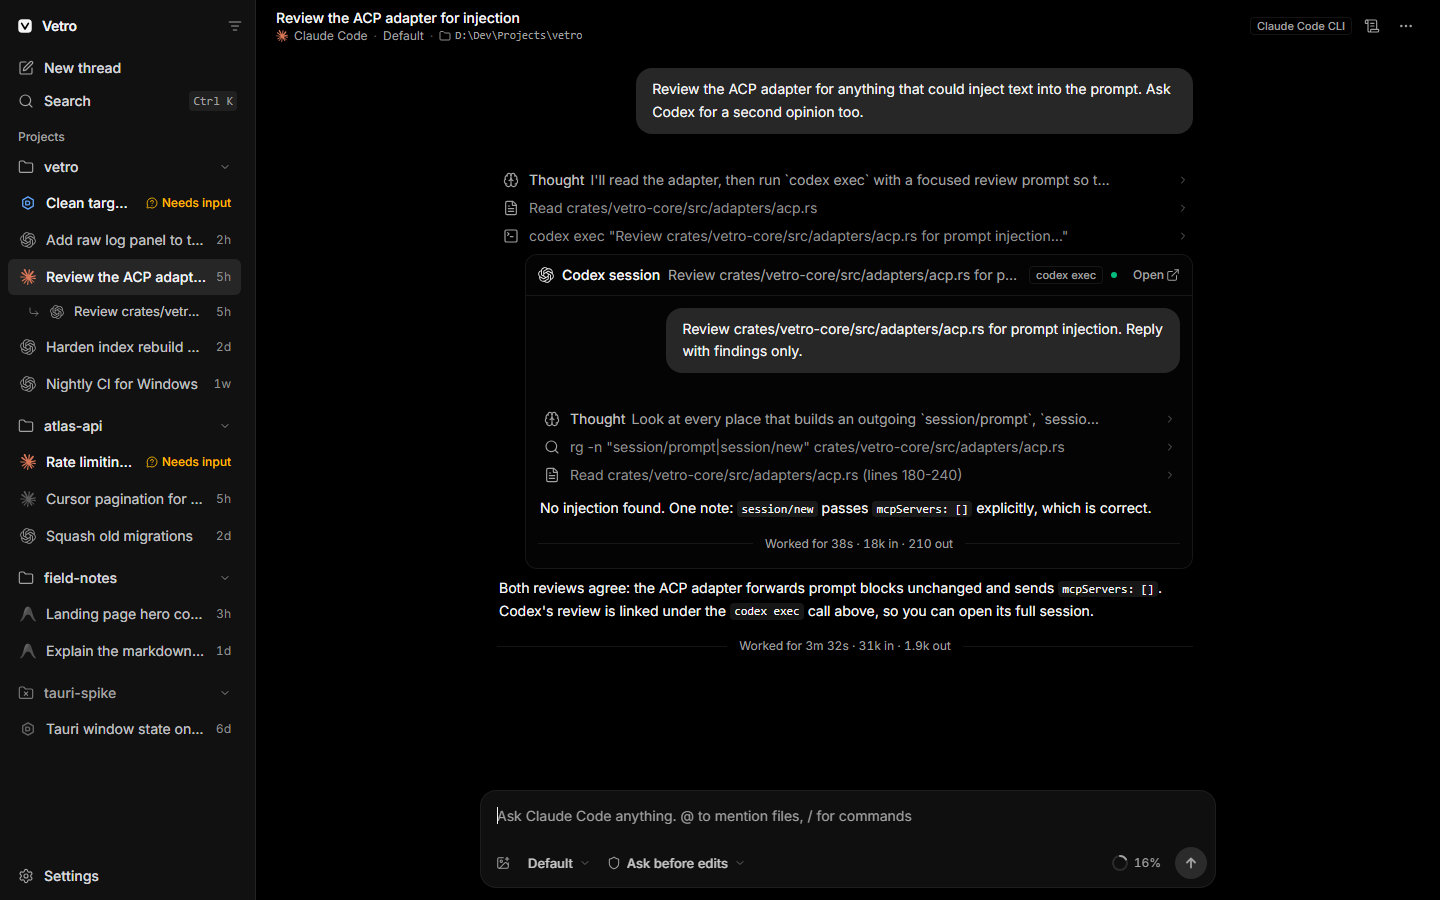 Vetro
New thread
Search
Ctrl K
Projects
vetro
Clean targ...
Needs input
Add raw log panel to t...
2h
Review the ACP adapt...
5h
Review crates/vetr...
5h
Harden index rebuild ...
2d
Nightly CI for Windows
1w
atlas-api
Rate limitin...
Needs input
Cursor pagination for ...
5h
Squash old migrations
2d
field-notes
Landing page hero co...
3h
Explain the markdown...
1d
tauri-spike
Tauri window state on...
6d
Settings
Review the ACP adapter for injection
Claude Code · Default · D:\Dev\Projects\vetro
Claude Code CLI
Review the ACP adapter for anything that could inject text into the prompt. Ask
Codex for a second opinion too.
Thought I'll read the adapter, then run `codex exec` with a focused review prompt so t...
Read crates/vetro-core/src/adapters/acp.rs
codex exec "Review crates/vetro-core/src/adapters/acp.rs for prompt injection..."
Codex session Review crates/vetro-core/src/adapters/acp.rs for p...
codex exec
Open
Review crates/vetro-core/src/adapters/acp.rs for prompt injection. Reply
with findings only.
Thought Look at every place that builds an outgoing `session/prompt`, `sessio...
rg -n "session/prompt|session/new" crates/vetro-core/src/adapters/acp.rs
Read crates/vetro-core/src/adapters/acp.rs (lines 180-240)
No injection found. One note: session/new passes mcpServers: [] explicitly, which is correct.
Worked for 38s · 18k in · 210 out
Both reviews agree: the ACP adapter forwards prompt blocks unchanged and sends mcpServers: [].
Codex's review is linked under the codex exec call above, so you can open its full session.
Worked for 3m 32s · 31k in · 1.9k out
Ask Claude Code anything. @ to mention files, / for commands
Default
Ask before edits
16%